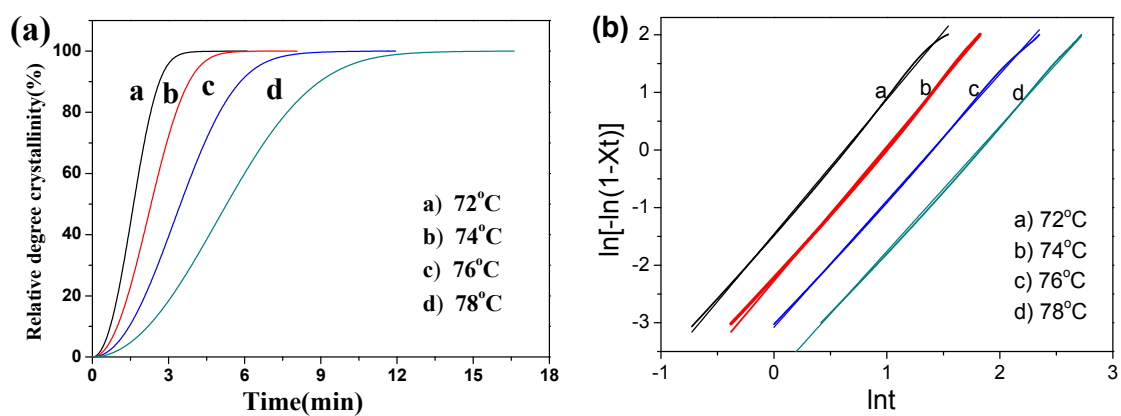 (a)
Relative degree crystallinity(%)
100
80
60
40
20
0
a
b
c
d
a) 72°C
b) 74°C
c) 76°C
d) 78°C
0 3 6 9 12 15 18
Time(min)
(b)
ln[-ln(1-Xt)]
2
1
0
-1
-2
-3
a
b
c
d
a) 72°C
b) 74°C
c) 76°C
d) 78°C
-1 0 1 2 3
lnt